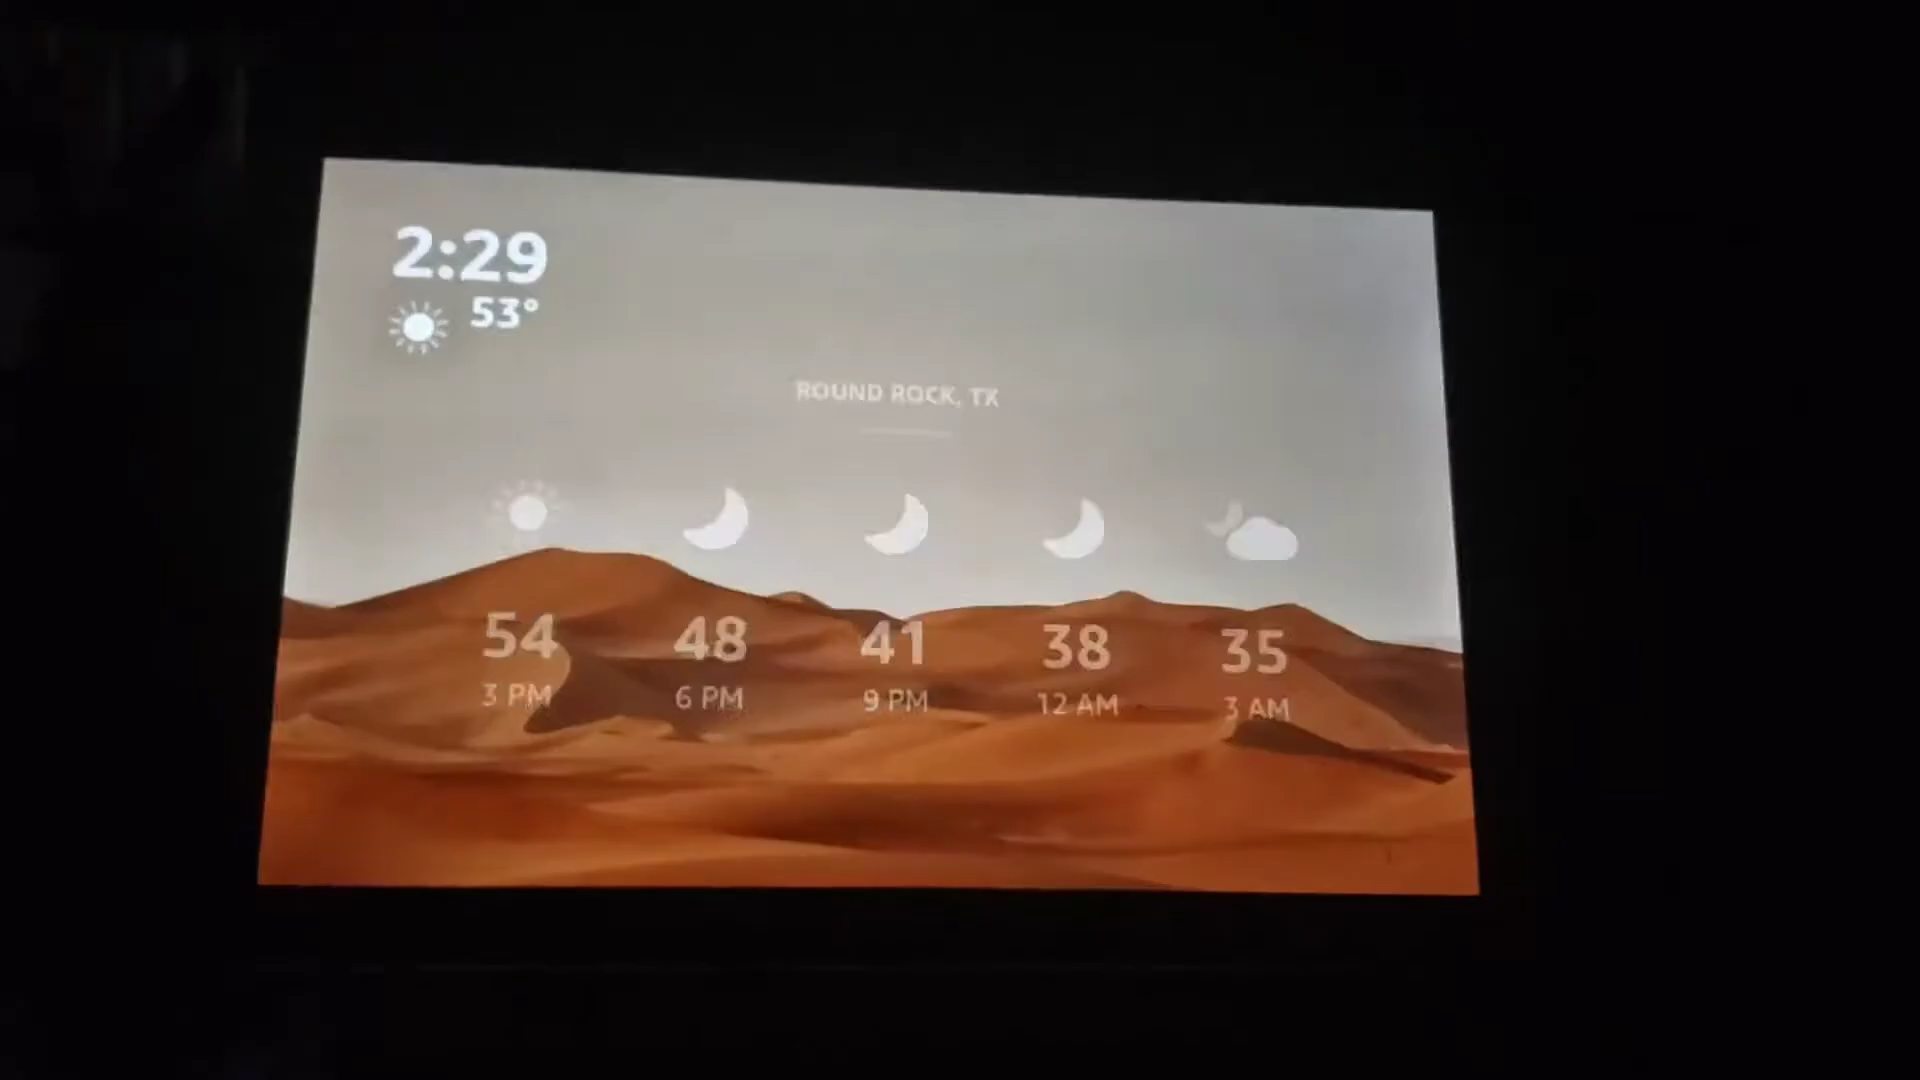 2:29
53°
ROUND ROCK, TX
54 48 41 38 35
3 PM 6 PM 9 PM 12 AM 3 AM